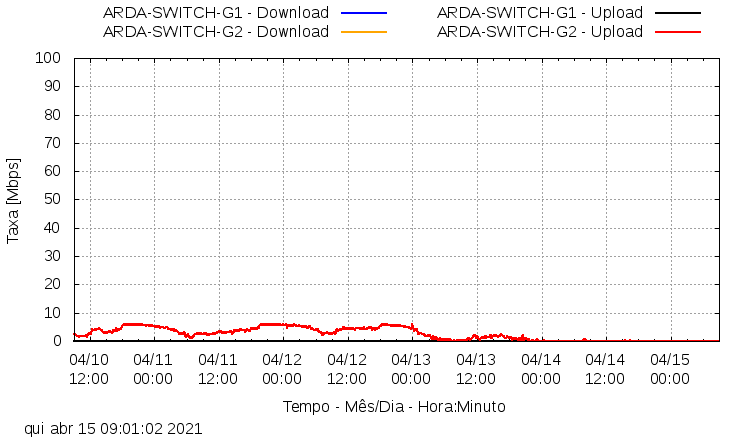 ARDA-SWITCH-G1 - Download ARDA-SWITCH-G1 - Upload
ARDA-SWITCH-G2 - Download ARDA-SWITCH-G2 - Upload
100
90
80
70
60
50
40
30
20
10
0
Taxa [Mbps]
04/10 04/11 04/11 04/12 04/12 04/13 04/13 04/14 04/14 04/15
12:00 00:00 12:00 00:00 12:00 00:00 12:00 00:00 12:00 00:00
Tempo - Mês/Dia - Hora:Minuto
qui abr 15 09:01:02 2021